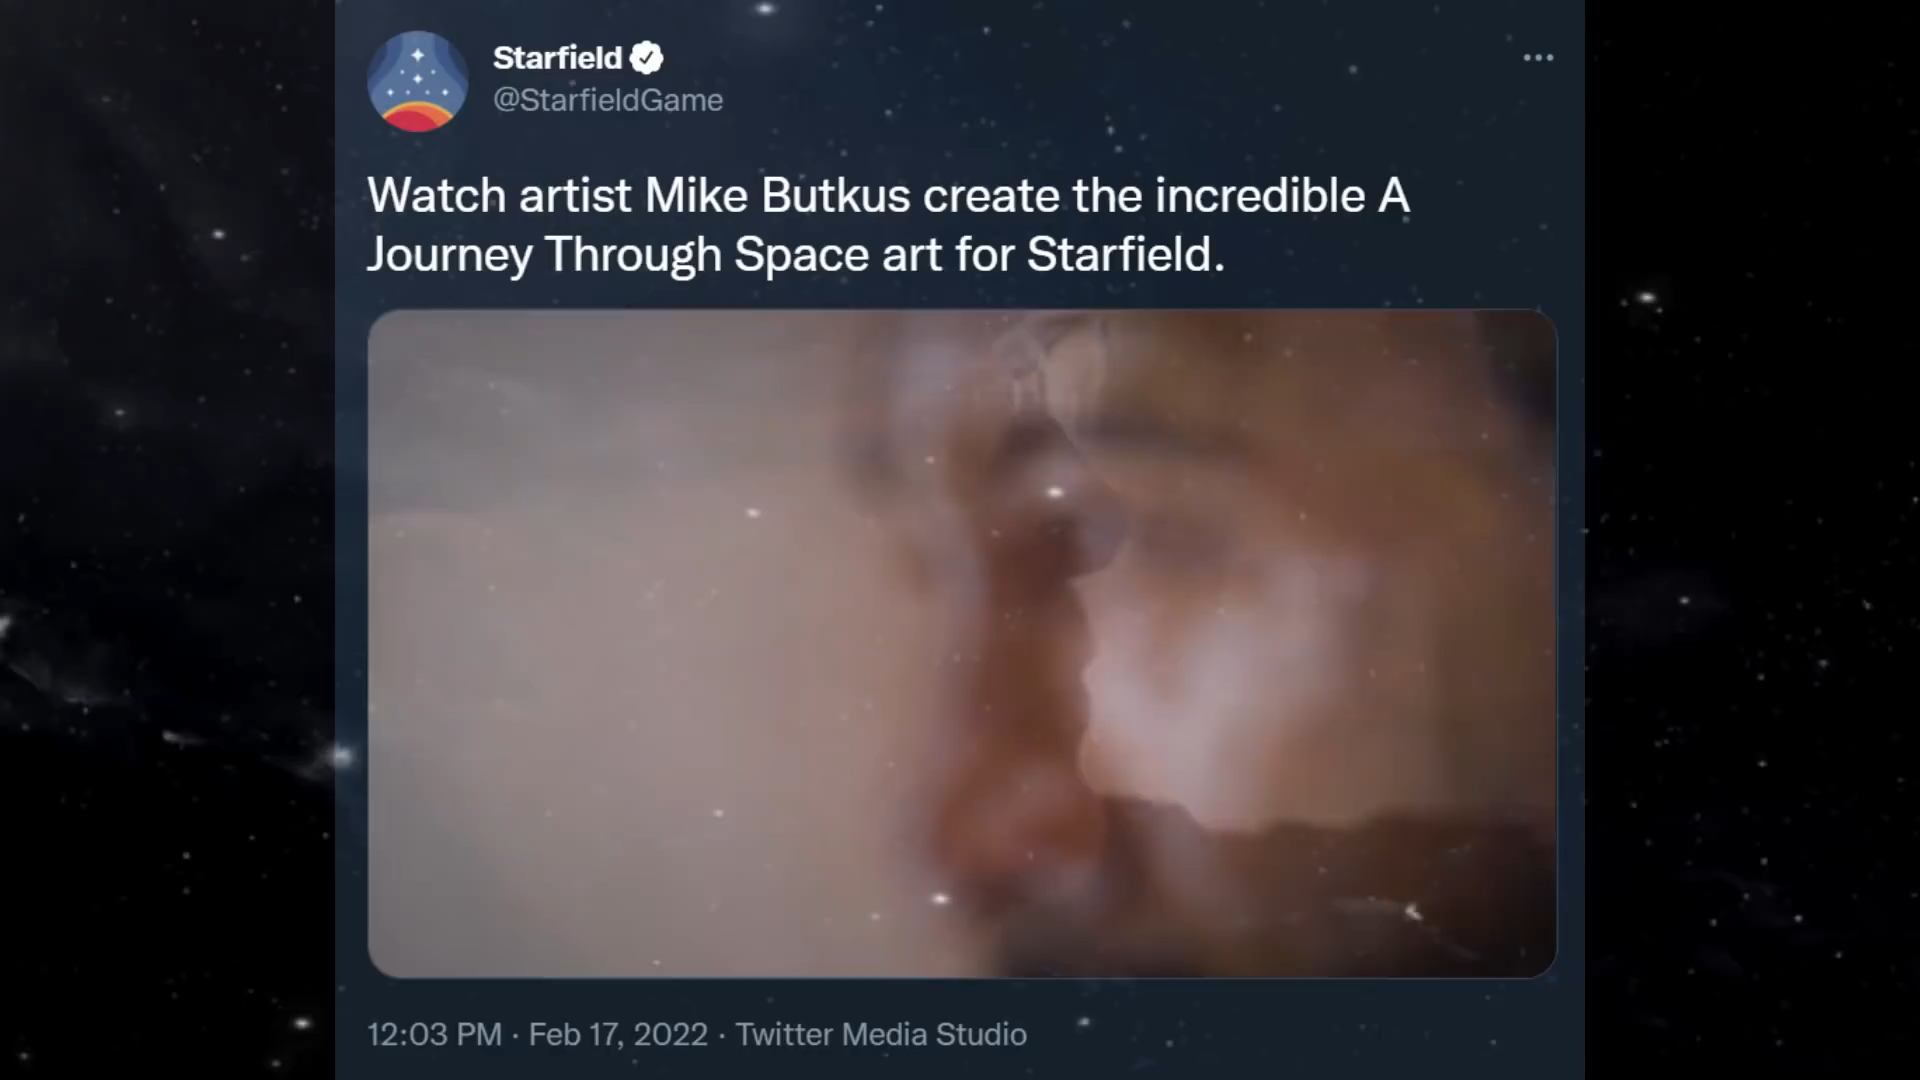 Starfield
@StarfieldGame
Watch artist Mike Butkus create the incredible A
Journey Through Space art for Starfield.
12:03 PM · Feb 17, 2022 · Twitter Media Studio